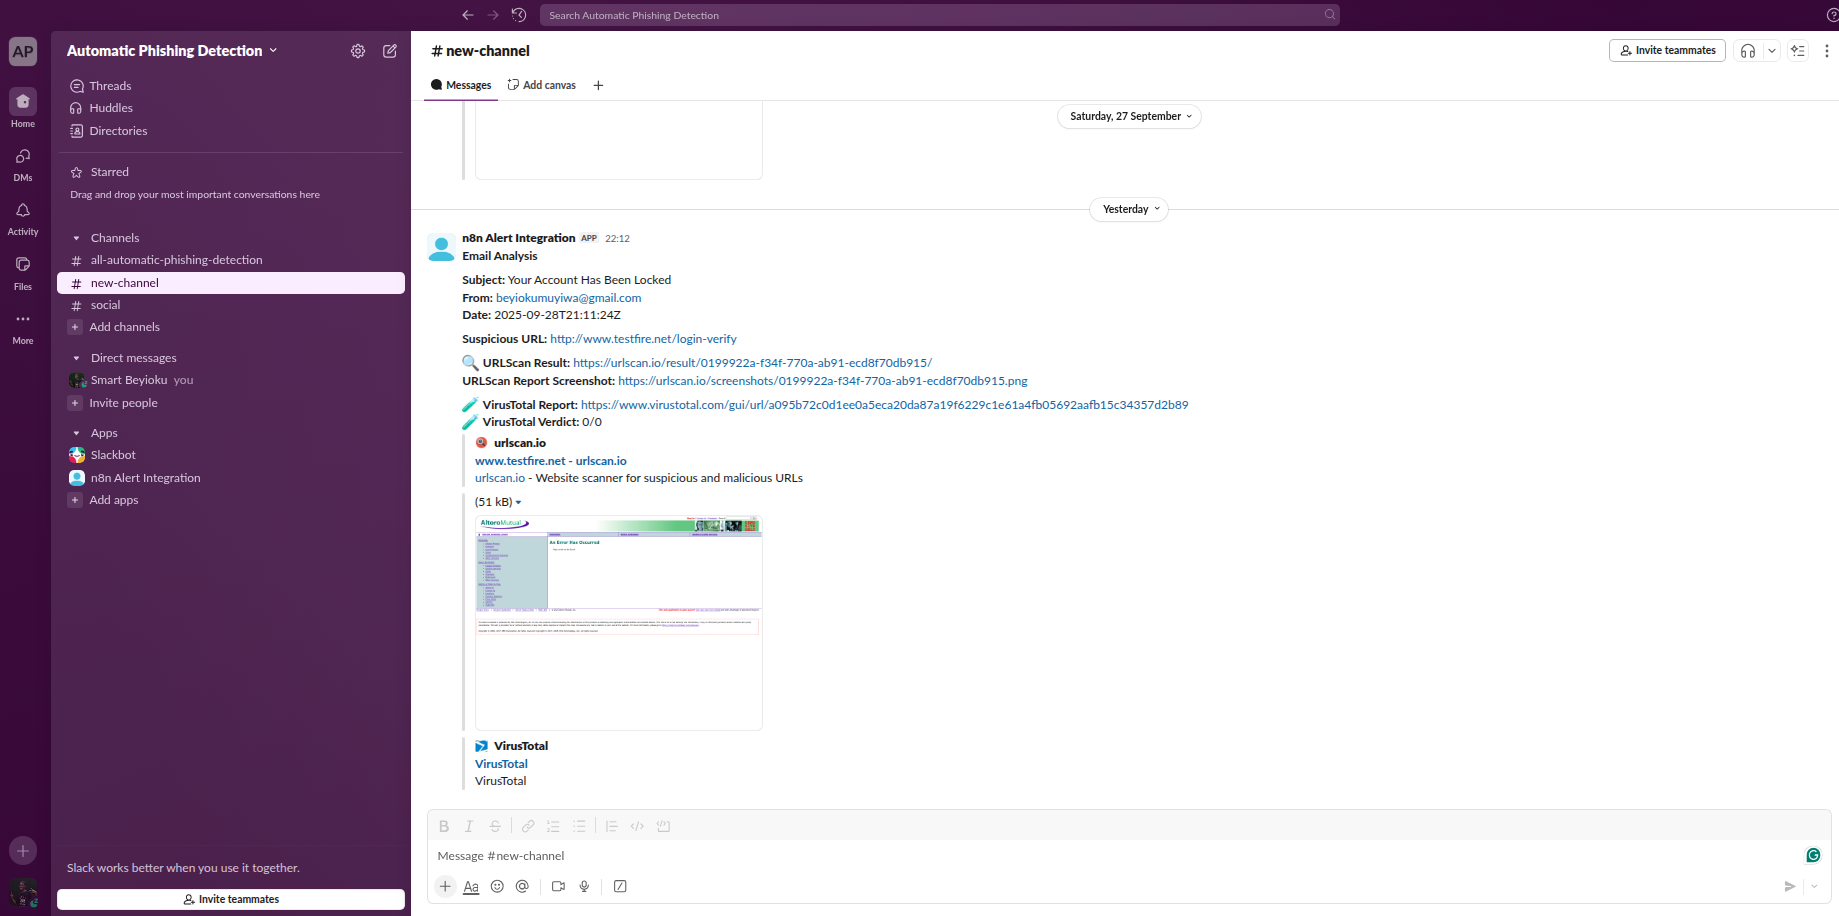 Search Automatic Phishing Detection
AP
Automatic Phishing Detection
Home
DMs
Activity
Files
More
Threads
Huddles
Directories
Starred
Drag and drop your most important conversations here
Channels
# all-automatic-phishing-detection
# new-channel
# social
Add channels
Direct messages
Smart Beyioku you
Invite people
Apps
Slackbot
n8n Alert Integration
Add apps
Slack works better when you use it together.
Invite teammates
# new-channel
Invite teammates
Messages
Add canvas
Saturday, 27 September
Yesterday
n8n Alert Integration APP 22:12
Email Analysis
Subject: Your Account Has Been Locked
From: beyiokumuyiwa@gmail.com
Date: 2025-09-28T21:11:24Z
Suspicious URL: http://www.testfire.net/login-verify
🔍 URLScan Result: https://urlscan.io/result/0199922a-f34f-770a-ab91-ecd8f70db915/
URLScan Report Screenshot: https://urlscan.io/screenshots/0199922a-f34f-770a-ab91-ecd8f70db915.png
🧪 VirusTotal Report: https://www.virustotal.com/gui/url/a095b72c0d1ee0a5eca20da87a19f6229c1e61a4fb05692aafb15c34357d2b89
🧪 VirusTotal Verdict: 0/0
urlscan.io
www.testfire.net - urlscan.io
urlscan.io - Website scanner for suspicious and malicious URLs
(51 kB)
AltoroMutual
An Error Has Occurred
VirusTotal
VirusTotal
VirusTotal
Message #new-channel
Aa